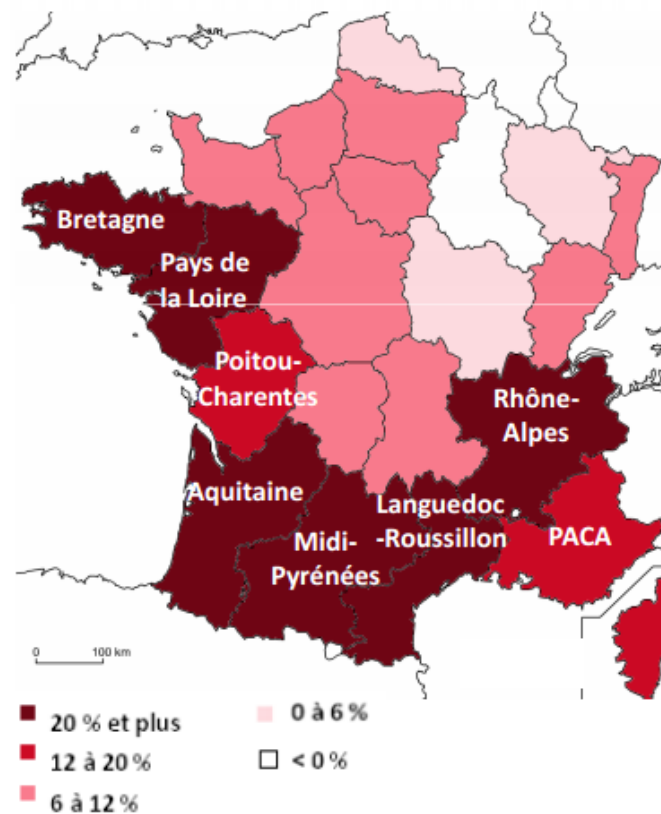 Bretagne
Pays de
la Loire
Poitou-
Charentes
Rhône-
Alpes
Aquitaine
Languedoc
-Roussillon
Midi-
Pyrénées
PACA
0 100 km
20 % et plus
12 à 20 %
6 à 12 %
0 à 6 %
< 0 %